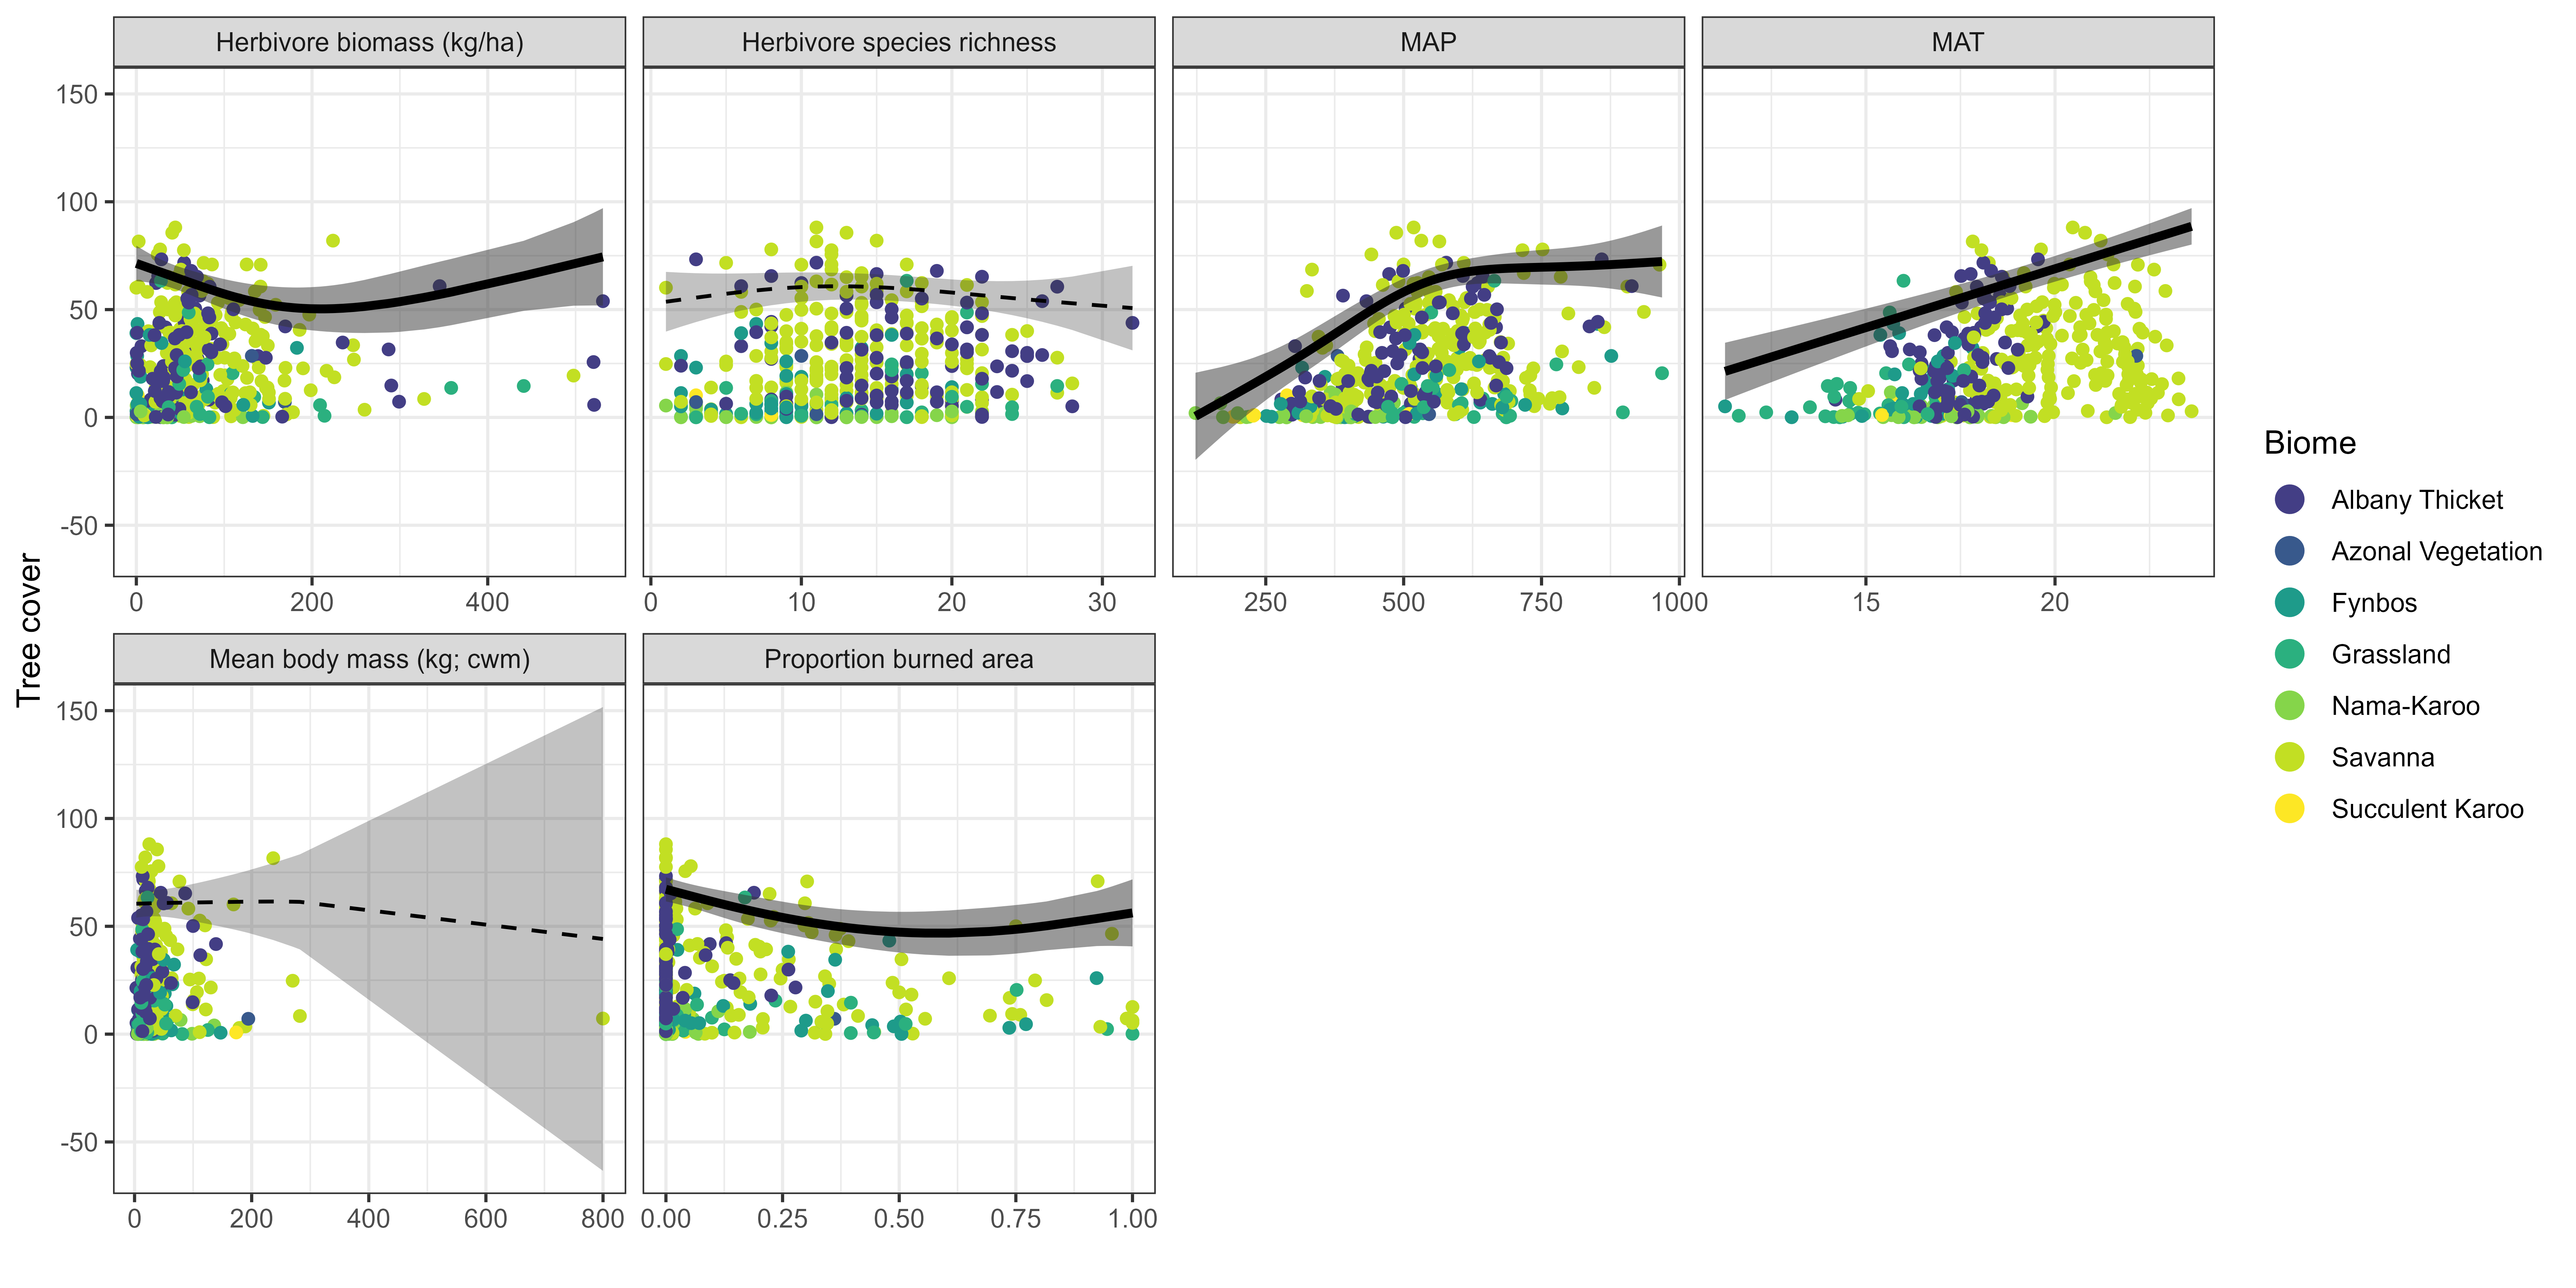 Herbivore biomass (kg/ha)
Herbivore species richness
MAP
MAT
150
100
50
0
-50
0 200 400
0 10 20 30
250 500 750 1000
15 20
Tree cover
Mean body mass (kg; cwm)
Proportion burned area
150
100
50
0
-50
0 200 400 600 800
0.00 0.25 0.50 0.75 1.00
Biome
Albany Thicket
Azonal Vegetation
Fynbos
Grassland
Nama-Karoo
Savanna
Succulent Karoo